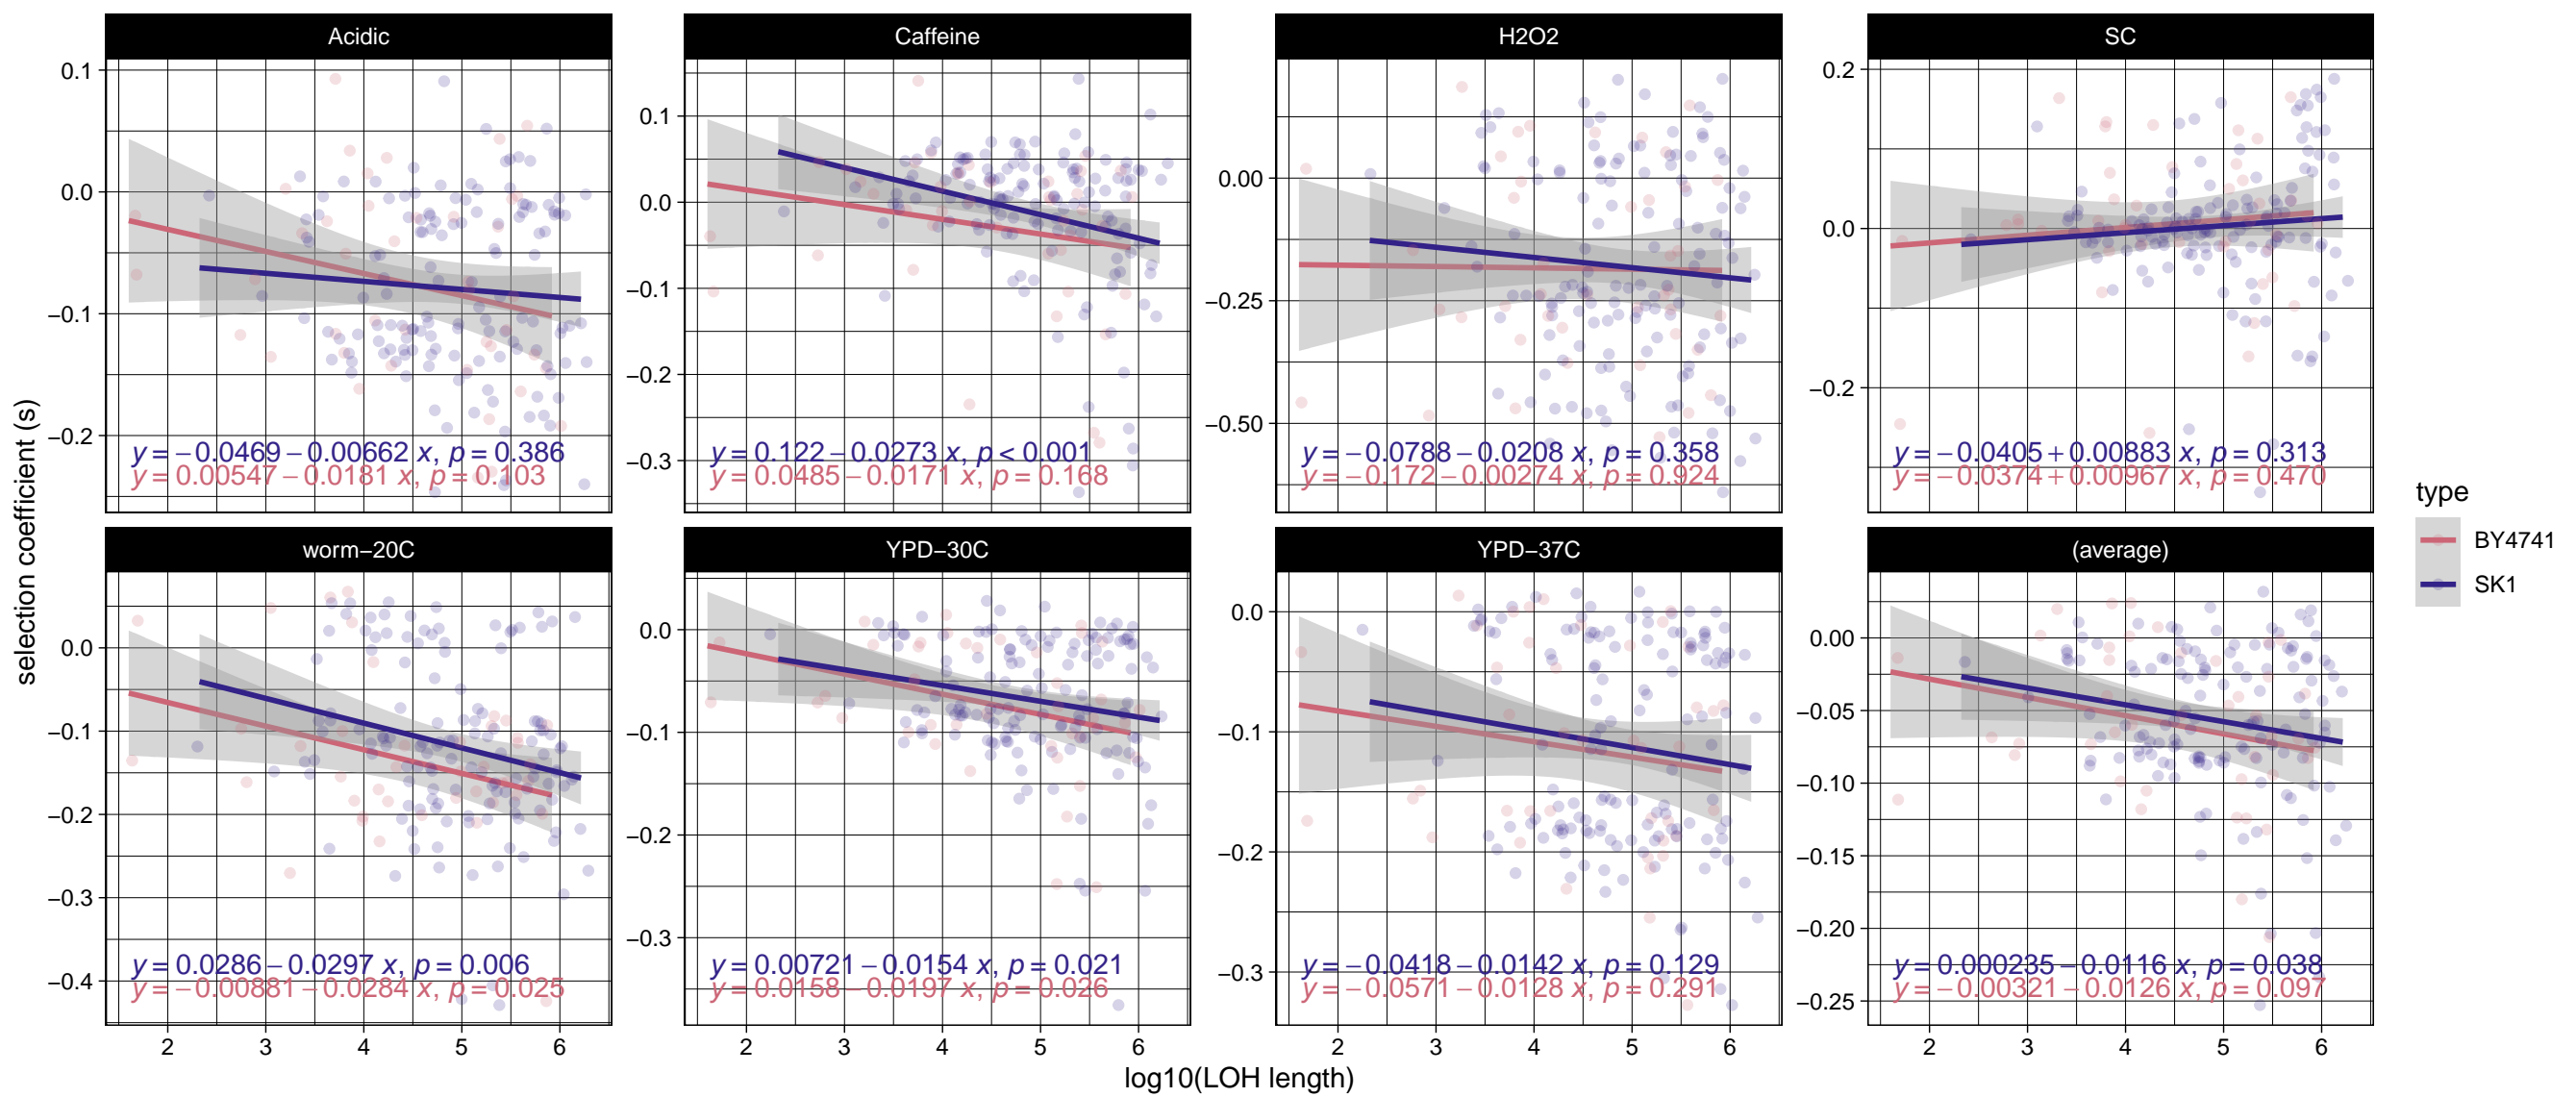 Acidic
0.1
0.0
−0.1
−0.2
y = −0.0469 − 0.00662 x, p = 0.386
y = 0.00547 − 0.0181 x, p = 0.103
Caffeine
0.1
0.0
−0.1
−0.2
−0.3
y = 0.122 − 0.0273 x, p < 0.001
y = 0.0485 − 0.0171 x, p = 0.168
H2O2
0.00
−0.25
−0.50
y = −0.0788 − 0.0208 x, p = 0.358
y = −0.172 − 0.00274 x, p = 0.924
SC
0.2
0.0
−0.2
y = −0.0405 + 0.00883 x, p = 0.313
y = −0.0374 + 0.00967 x, p = 0.470
selection coefficient (s)
worm−20C
0.0
−0.1
−0.2
−0.3
−0.4
y = 0.0286 − 0.0297 x, p = 0.006
y = −0.00881 − 0.0284 x, p = 0.025
2 3 4 5 6
YPD−30C
0.0
−0.1
−0.2
−0.3
y = 0.00721 − 0.0154 x, p = 0.021
y = 0.0158 − 0.0197 x, p = 0.026
2 3 4 5 6
YPD−37C
0.0
−0.1
−0.2
−0.3
y = −0.0418 − 0.0142 x, p = 0.129
y = −0.0571 − 0.0128 x, p = 0.291
2 3 4 5 6
(average)
0.00
−0.05
−0.10
−0.15
−0.20
−0.25
y = 0.000235 − 0.0116 x, p = 0.038
y = −0.00321 − 0.0126 x, p = 0.097
2 3 4 5 6
log10(LOH length)
type
BY4741
SK1